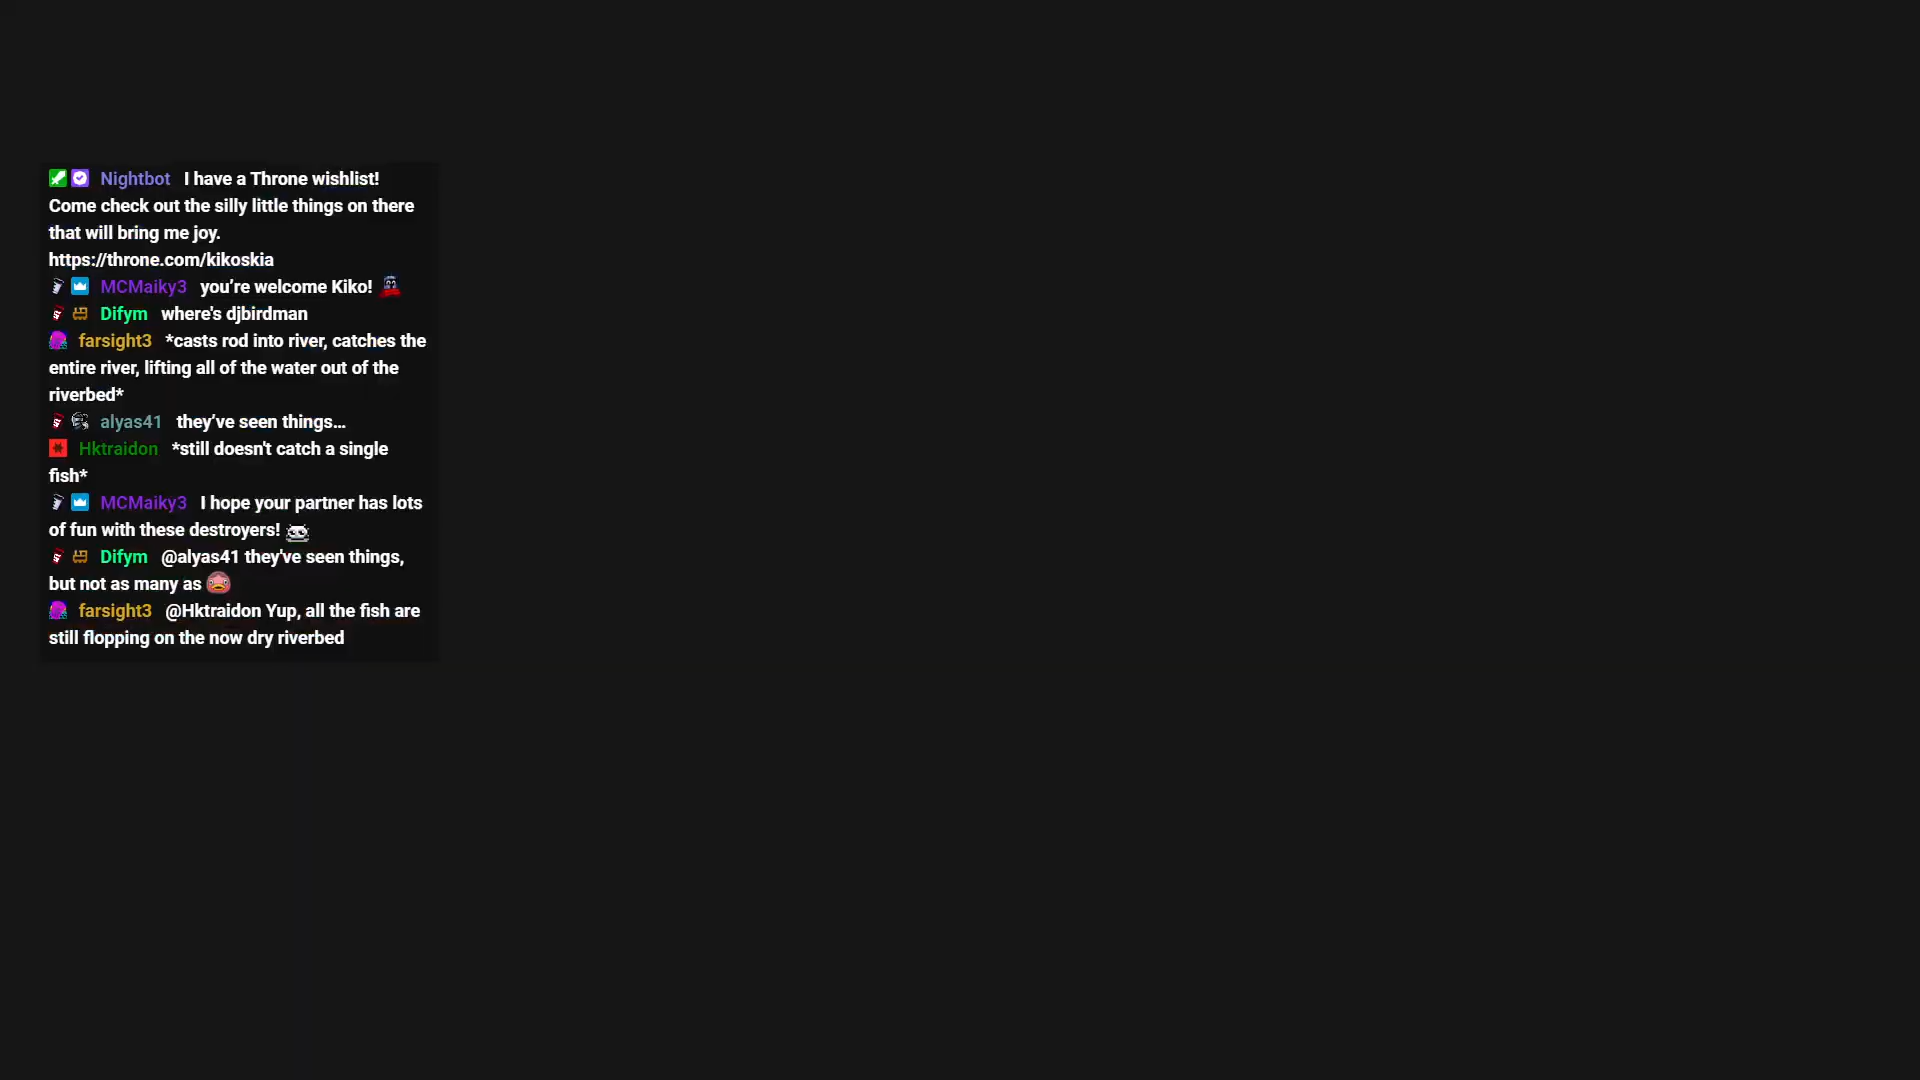 Nightbot I have a Throne wishlist!
Come check out the silly little things on there
that will bring me joy.
https://throne.com/kikoskia
MCMaiky3 you’re welcome Kiko!
Difym where's djbirdman
farsight3 *casts rod into river, catches the
entire river, lifting all of the water out of the
riverbed*
alyas41 they’ve seen things...
Hktraidon *still doesn't catch a single
fish*
MCMaiky3 I hope your partner has lots
of fun with these destroyers!
Difym @alyas41 they've seen things,
but not as many as
farsight3 @Hktraidon Yup, all the fish are
still flopping on the now dry riverbed